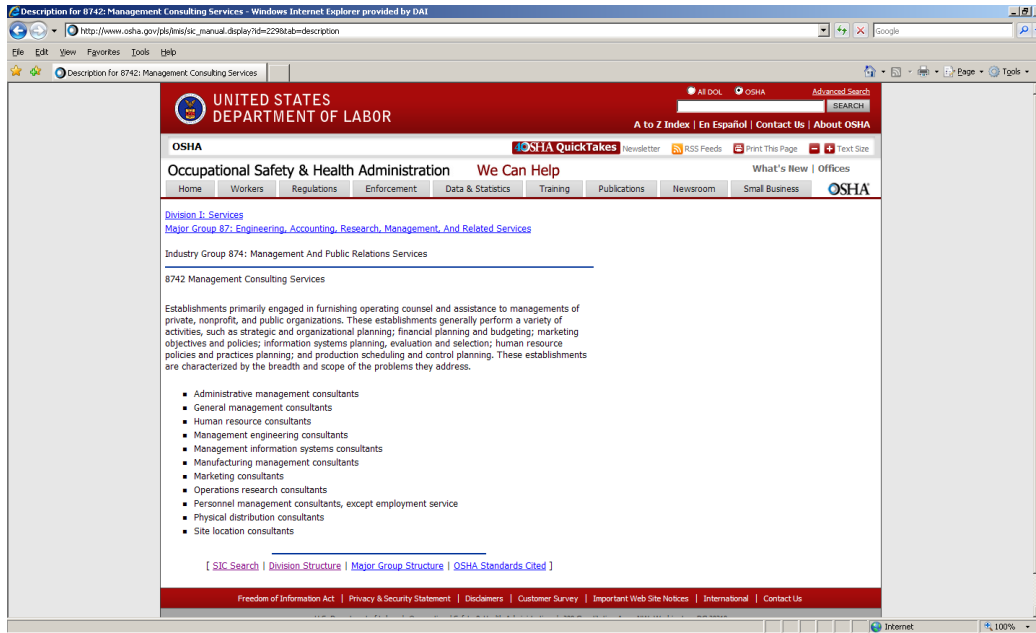 Description for 8742: Management Consulting Services - Windows Internet Explorer provided by DAI
http://www.osha.gov/pls/imis/sic_manual.display?id=229&tab=description
Google
File Edit View Favorites Tools Help
Description for 8742: Management Consulting Services
Page Tools
UNITED STATES
DEPARTMENT OF LABOR
All DOL OSHA Advanced Search
SEARCH
A to Z Index | En Español | Contact Us | About OSHA
OSHA
OSHA QuickTakes Newsletter RSS Feeds Print This Page Text Size
Occupational Safety & Health Administration We Can Help
What's New | Offices
Home Workers Regulations Enforcement Data & Statistics Training Publications Newsroom Small Business OSHA
Division I: Services
Major Group 87: Engineering, Accounting, Research, Management, And Related Services
Industry Group 874: Management And Public Relations Services
8742 Management Consulting Services
Establishments primarily engaged in furnishing operating counsel and assistance to managements of
private, nonprofit, and public organizations. These establishments generally perform a variety of
activities, such as strategic and organizational planning; financial planning and budgeting; marketing
objectives and policies; information systems planning, evaluation and selection; human resource
policies and practices planning; and production scheduling and control planning. These establishments
are characterized by the breadth and scope of the problems they address.
Administrative management consultants
General management consultants
Human resource consultants
Management engineering consultants
Management information systems consultants
Manufacturing management consultants
Marketing consultants
Operations research consultants
Personnel management consultants, except employment service
Physical distribution consultants
Site location consultants
[ SIC Search | Division Structure | Major Group Structure | OSHA Standards Cited ]
Freedom of Information Act | Privacy & Security Statement | Disclaimers | Customer Survey | Important Web Site Notices | International | Contact Us
Internet 100%